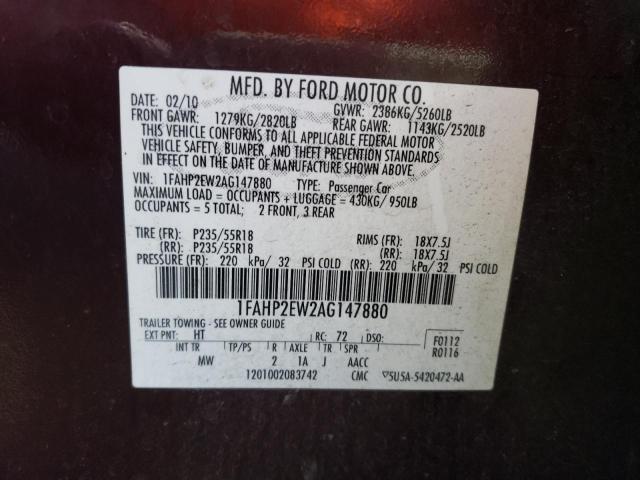 MFD. BY FORD MOTOR CO.
DATE: 02/10 GVWR: 2386KG/5260LB
FRONT GAWR: 1279KG/2820LB REAR GAWR: 1143KG/2520LB
THIS VEHICLE CONFORMS TO ALL APPLICABLE FEDERAL MOTOR
VEHICLE SAFETY, BUMPER, AND THEFT PREVENTION STANDARDS
IN EFFECT ON THE DATE OF MANUFACTURE SHOWN ABOVE.
VIN: 1FAHP2EW2AG147880 TYPE: Passenger Car
MAXIMUM LOAD = OCCUPANTS + LUGGAGE = 430KG/ 950LB
OCCUPANTS = 5 TOTAL; 2 FRONT, 3 REAR
TIRE (FR): P235/55R18 RIMS (FR): 18X7.5J
(RR): P235/55R18 (RR): 18X7.5J
PRESSURE (FR): 220 kPa/ 32 PSI COLD (RR): 220 kPa/ 32 PSI COLD
1FAHP2EW2AG147880
TRAILER TOWING - SEE OWNER GUIDE
EXT PNT: HT RC: 72 DSO: F0112
INT TR TP/PS R AXLE TR SPR R0116
MW 2 1A J AACC
1201002083742 CMC ▽5U5A-5420472-AA